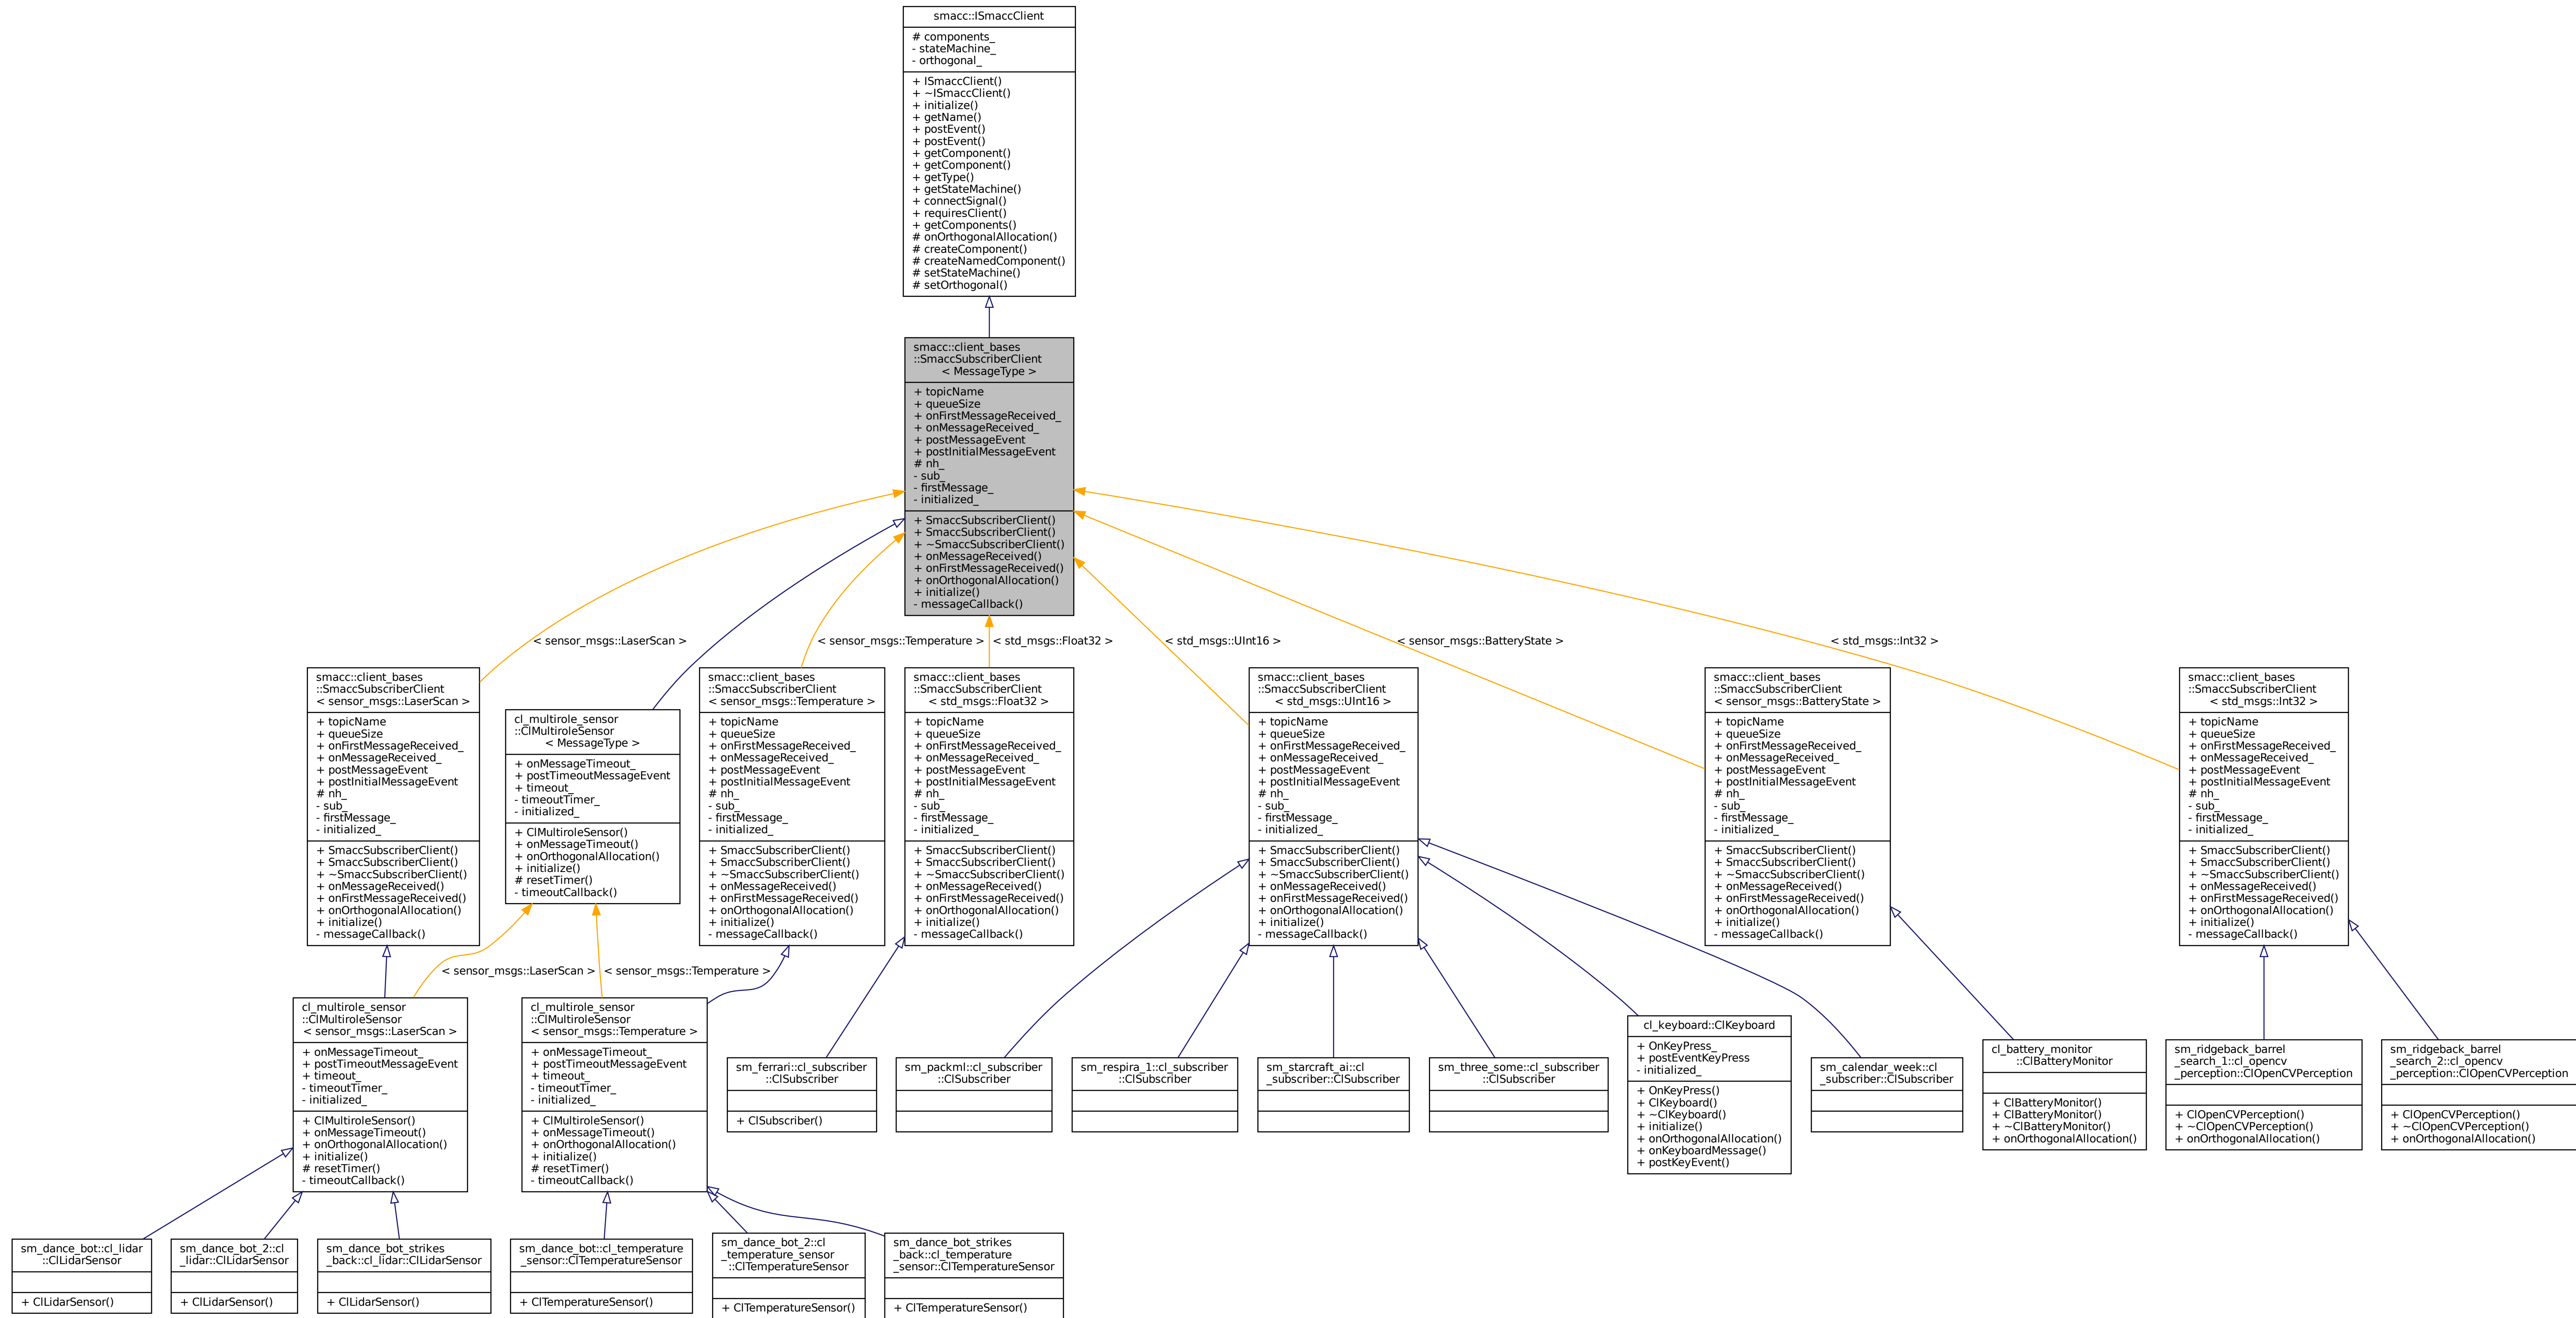 smacc::ISmaccClient
# components_
- stateMachine_
- orthogonal_
+ ISmaccClient()
+ ~ISmaccClient()
+ initialize()
+ getName()
+ postEvent()
+ postEvent()
+ getComponent()
+ getComponent()
+ getType()
+ getStateMachine()
+ connectSignal()
+ requiresClient()
+ getComponents()
# onOrthogonalAllocation()
# createComponent()
# createNamedComponent()
# setStateMachine()
# setOrthogonal()
smacc::client_bases
::SmaccSubscriberClient
< MessageType >
+ topicName
+ queueSize
+ onFirstMessageReceived_
+ onMessageReceived_
+ postMessageEvent
+ postInitialMessageEvent
# nh_
- sub_
- firstMessage_
- initialized_
+ SmaccSubscriberClient()
+ SmaccSubscriberClient()
+ ~SmaccSubscriberClient()
+ onMessageReceived()
+ onFirstMessageReceived()
+ onOrthogonalAllocation()
+ initialize()
- messageCallback()
< sensor_msgs::LaserScan >
< sensor_msgs::Temperature >
< std_msgs::Float32 >
< std_msgs::UInt16 >
< sensor_msgs::BatteryState >
< std_msgs::Int32 >
smacc::client_bases
::SmaccSubscriberClient
< sensor_msgs::LaserScan >
+ topicName
+ queueSize
+ onFirstMessageReceived_
+ onMessageReceived_
+ postMessageEvent
+ postInitialMessageEvent
# nh_
- sub_
- firstMessage_
- initialized_
+ SmaccSubscriberClient()
+ SmaccSubscriberClient()
+ ~SmaccSubscriberClient()
+ onMessageReceived()
+ onFirstMessageReceived()
+ onOrthogonalAllocation()
+ initialize()
- messageCallback()
cl_multirole_sensor
::ClMultiroleSensor
< MessageType >
+ onMessageTimeout_
+ postTimeoutMessageEvent
+ timeout_
- timeoutTimer_
- initialized_
+ ClMultiroleSensor()
+ onMessageTimeout()
+ onOrthogonalAllocation()
+ initialize()
# resetTimer()
- timeoutCallback()
smacc::client_bases
::SmaccSubscriberClient
< sensor_msgs::Temperature >
+ topicName
+ queueSize
+ onFirstMessageReceived_
+ onMessageReceived_
+ postMessageEvent
+ postInitialMessageEvent
# nh_
- sub_
- firstMessage_
- initialized_
+ SmaccSubscriberClient()
+ SmaccSubscriberClient()
+ ~SmaccSubscriberClient()
+ onMessageReceived()
+ onFirstMessageReceived()
+ onOrthogonalAllocation()
+ initialize()
- messageCallback()
smacc::client_bases
::SmaccSubscriberClient
< std_msgs::Float32 >
+ topicName
+ queueSize
+ onFirstMessageReceived_
+ onMessageReceived_
+ postMessageEvent
+ postInitialMessageEvent
# nh_
- sub_
- firstMessage_
- initialized_
+ SmaccSubscriberClient()
+ SmaccSubscriberClient()
+ ~SmaccSubscriberClient()
+ onMessageReceived()
+ onFirstMessageReceived()
+ onOrthogonalAllocation()
+ initialize()
- messageCallback()
smacc::client_bases
::SmaccSubscriberClient
< std_msgs::UInt16 >
+ topicName
+ queueSize
+ onFirstMessageReceived_
+ onMessageReceived_
+ postMessageEvent
+ postInitialMessageEvent
# nh_
- sub_
- firstMessage_
- initialized_
+ SmaccSubscriberClient()
+ SmaccSubscriberClient()
+ ~SmaccSubscriberClient()
+ onMessageReceived()
+ onFirstMessageReceived()
+ onOrthogonalAllocation()
+ initialize()
- messageCallback()
smacc::client_bases
::SmaccSubscriberClient
< sensor_msgs::BatteryState >
+ topicName
+ queueSize
+ onFirstMessageReceived_
+ onMessageReceived_
+ postMessageEvent
+ postInitialMessageEvent
# nh_
- sub_
- firstMessage_
- initialized_
+ SmaccSubscriberClient()
+ SmaccSubscriberClient()
+ ~SmaccSubscriberClient()
+ onMessageReceived()
+ onFirstMessageReceived()
+ onOrthogonalAllocation()
+ initialize()
- messageCallback()
smacc::client_bases
::SmaccSubscriberClient
< std_msgs::Int32 >
+ topicName
+ queueSize
+ onFirstMessageReceived_
+ onMessageReceived_
+ postMessageEvent
+ postInitialMessageEvent
# nh_
- sub_
- firstMessage_
- initialized_
+ SmaccSubscriberClient()
+ SmaccSubscriberClient()
+ ~SmaccSubscriberClient()
+ onMessageReceived()
+ onFirstMessageReceived()
+ onOrthogonalAllocation()
+ initialize()
- messageCallback()
< sensor_msgs::LaserScan >
< sensor_msgs::Temperature >
cl_multirole_sensor
::ClMultiroleSensor
< sensor_msgs::LaserScan >
+ onMessageTimeout_
+ postTimeoutMessageEvent
+ timeout_
- timeoutTimer_
- initialized_
+ ClMultiroleSensor()
+ onMessageTimeout()
+ onOrthogonalAllocation()
+ initialize()
# resetTimer()
- timeoutCallback()
cl_multirole_sensor
::ClMultiroleSensor
< sensor_msgs::Temperature >
+ onMessageTimeout_
+ postTimeoutMessageEvent
+ timeout_
- timeoutTimer_
- initialized_
+ ClMultiroleSensor()
+ onMessageTimeout()
+ onOrthogonalAllocation()
+ initialize()
# resetTimer()
- timeoutCallback()
sm_ferrari::cl_subscriber
::ClSubscriber
+ ClSubscriber()
sm_packml::cl_subscriber
::ClSubscriber
sm_respira_1::cl_subscriber
::ClSubscriber
sm_starcraft_ai::cl
_subscriber::ClSubscriber
sm_three_some::cl_subscriber
::ClSubscriber
cl_keyboard::ClKeyboard
+ OnKeyPress_
+ postEventKeyPress
- initialized_
+ OnKeyPress()
+ ClKeyboard()
+ ~ClKeyboard()
+ initialize()
+ onOrthogonalAllocation()
+ onKeyboardMessage()
+ postKeyEvent()
sm_calendar_week::cl
_subscriber::ClSubscriber
cl_battery_monitor
::ClBatteryMonitor
+ ClBatteryMonitor()
+ ClBatteryMonitor()
+ ~ClBatteryMonitor()
+ onOrthogonalAllocation()
sm_ridgeback_barrel
_search_1::cl_opencv
_perception::ClOpenCVPerception
+ ClOpenCVPerception()
+ ~ClOpenCVPerception()
+ onOrthogonalAllocation()
sm_ridgeback_barrel
_search_2::cl_opencv
_perception::ClOpenCVPerception
+ ClOpenCVPerception()
+ ~ClOpenCVPerception()
+ onOrthogonalAllocation()
sm_dance_bot::cl_lidar
::ClLidarSensor
+ ClLidarSensor()
sm_dance_bot_2::cl
_lidar::ClLidarSensor
+ ClLidarSensor()
sm_dance_bot_strikes
_back::cl_lidar::ClLidarSensor
+ ClLidarSensor()
sm_dance_bot::cl_temperature
_sensor::ClTemperatureSensor
+ ClTemperatureSensor()
sm_dance_bot_2::cl
_temperature_sensor
::ClTemperatureSensor
+ ClTemperatureSensor()
sm_dance_bot_strikes
_back::cl_temperature
_sensor::ClTemperatureSensor
+ ClTemperatureSensor()